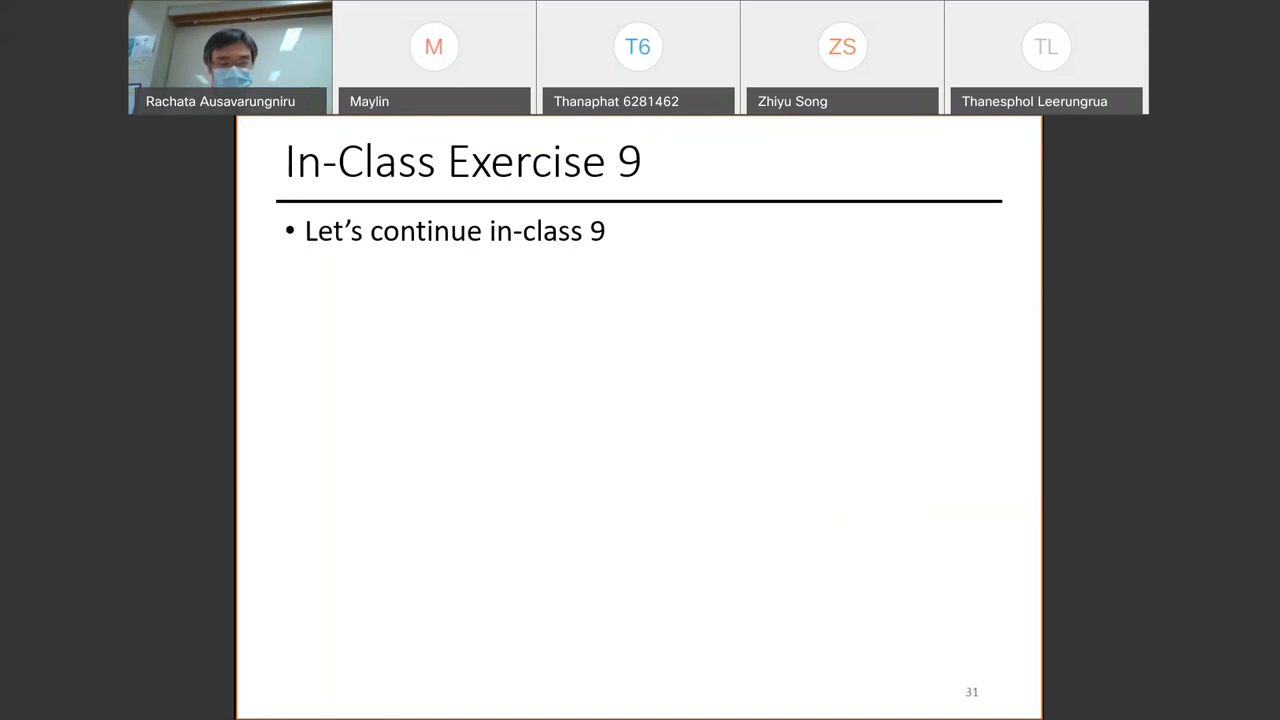 M
T6
ZS
TL
Rachata Ausavarungniru
Maylin
Thanaphat 6281462
Zhiyu Song
Thanesphol Leerungrua
In-Class Exercise 9
• Let’s continue in-class 9
31